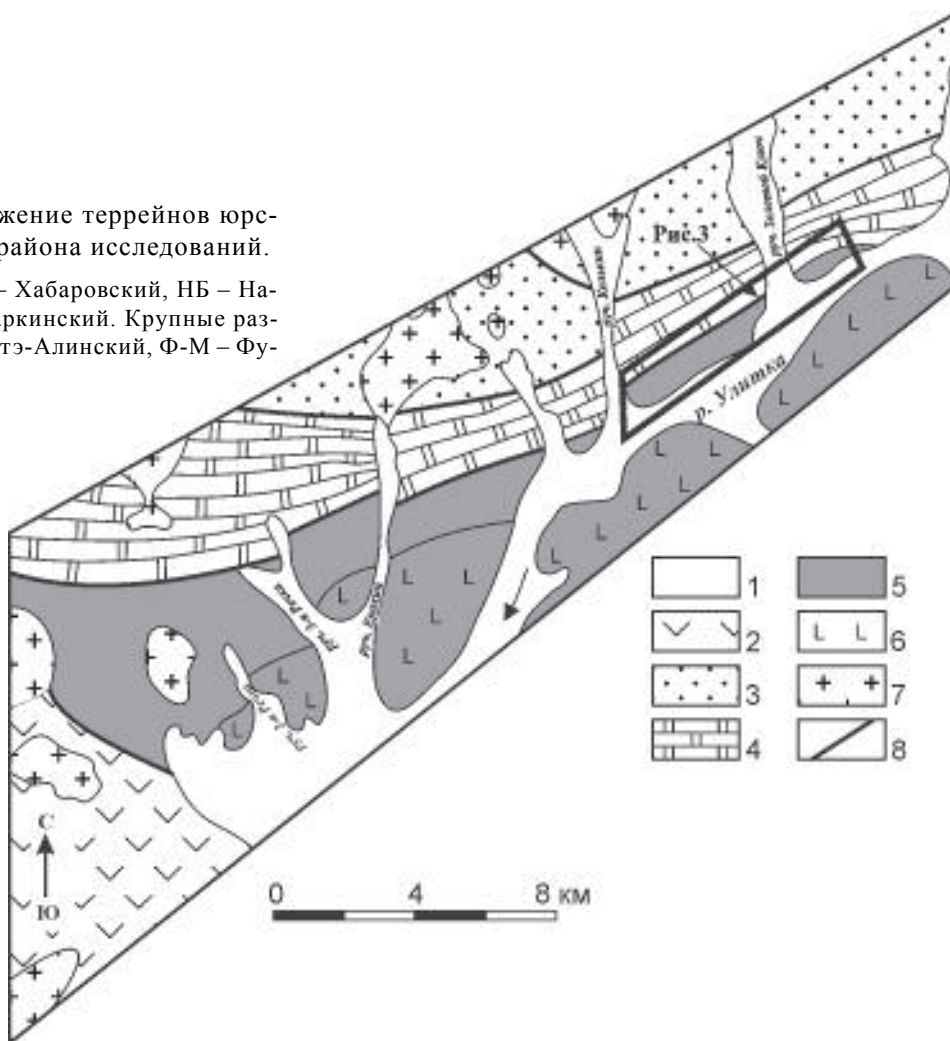 жение террейнов юрс-
района исследований.
– Хабаровский, НБ – На-
аркинский. Крупные раз-
тэ-Алинский, Ф-М – Фу-
Рис.3
р. Улитка
С
Ю
0 4 8 км
1
2
3
4
5
6
7
8